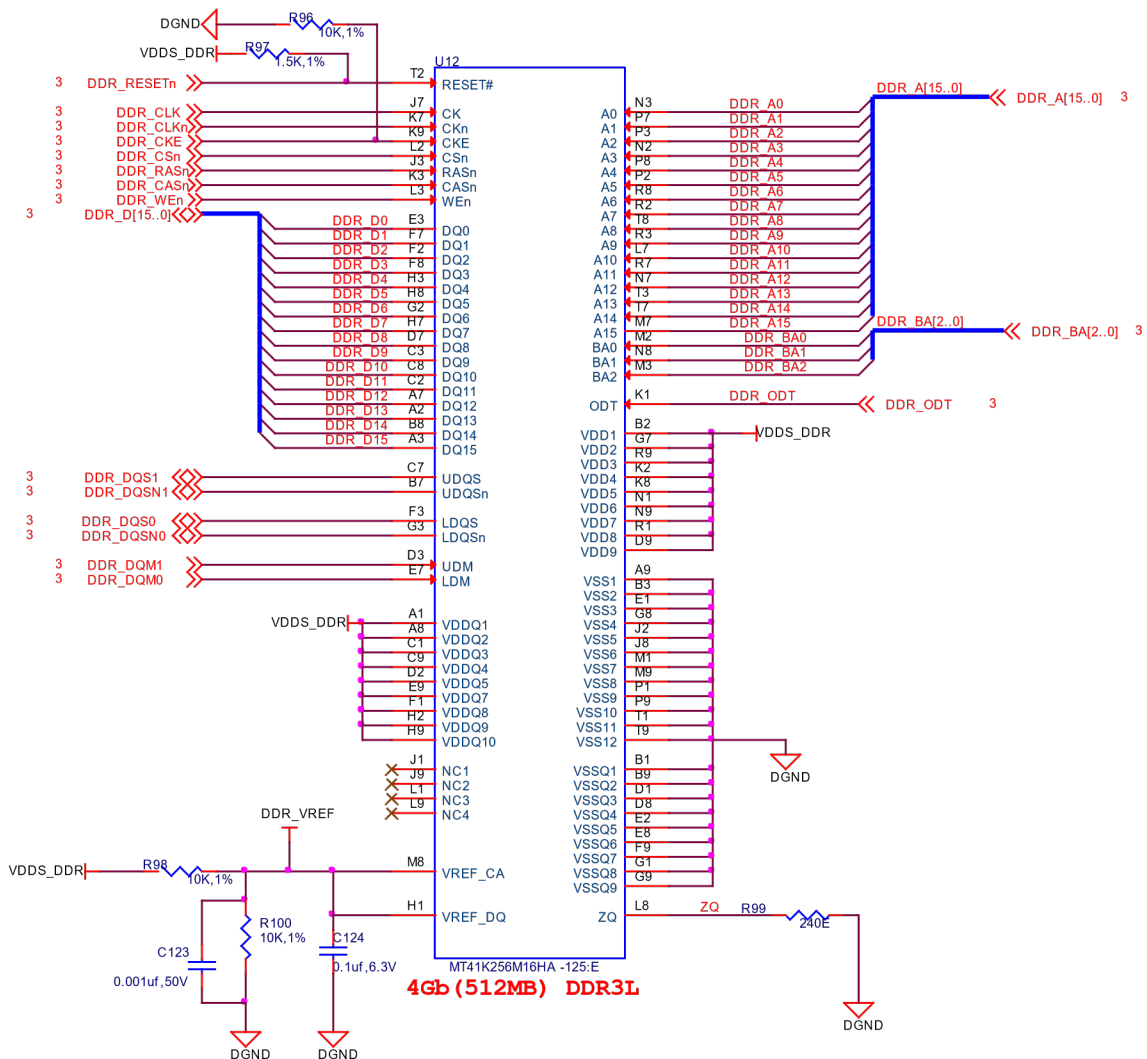 DGND
R96
10K,1%
VDDS_DDR
R97
1.5K,1%
U12
3 DDR_RESETn T2 RESET#
3 DDR_CLK J7 CK
3 DDR_CLKn K7 CKn
3 DDR_CKE K9 CKE
3 DDR_CSn L2 CSn
3 DDR_RASn J3 RASn
3 DDR_CASn K3 CASn
3 DDR_WEn L3 WEn
3 DDR_D[15..0]
DDR_D0 E3 DQ0
DDR_D1 F7 DQ1
DDR_D2 F2 DQ2
DDR_D3 F8 DQ3
DDR_D4 H3 DQ4
DDR_D5 H8 DQ5
DDR_D6 G2 DQ6
DDR_D7 H7 DQ7
DDR_D8 D7 DQ8
DDR_D9 C3 DQ9
DDR_D10 C8 DQ10
DDR_D11 C2 DQ11
DDR_D12 A7 DQ12
DDR_D13 A2 DQ13
DDR_D14 B8 DQ14
DDR_D15 A3 DQ15
3 DDR_DQS1 C7 UDQS
3 DDR_DQSN1 B7 UDQSn
3 DDR_DQS0 F3 LDQS
3 DDR_DQSN0 G3 LDQSn
3 DDR_DQM1 D3 UDM
3 DDR_DQM0 E7 LDM
VDDS_DDR
A1 VDDQ1
A8 VDDQ2
C1 VDDQ3
C9 VDDQ4
D2 VDDQ5
E9 VDDQ7
F1 VDDQ8
H2 VDDQ9
H9 VDDQ10
J1 NC1
J9 NC2
L1 NC3
L9 NC4
DDR_VREF
VDDS_DDR
R98
10K,1%
M8 VREF_CA
H1 VREF_DQ
R100
10K,1%
C123
0.001uf,50V
C124
0.1uf,6.3V
DGND
DGND
A0 N3 DDR_A0
A1 P7 DDR_A1
A2 P3 DDR_A2
A3 N2 DDR_A3
A4 P8 DDR_A4
A5 P2 DDR_A5
A6 R8 DDR_A6
A7 R2 DDR_A7
A8 T8 DDR_A8
A9 R3 DDR_A9
A10 L7 DDR_A10
A11 R7 DDR_A11
A12 N7 DDR_A12
A13 T3 DDR_A13
A14 T7 DDR_A14
A15 M7 DDR_A15
BA0 M2 DDR_BA0
BA1 N8 DDR_BA1
BA2 M3 DDR_BA2
DDR_A[15..0] DDR_A[15..0] 3
DDR_BA[2..0] DDR_BA[2..0] 3
ODT K1 DDR_ODT DDR_ODT 3
VDD1 B2 VDDS_DDR
VDD2 G7
VDD3 R9
VDD4 K2
VDD5 K8
VDD6 N1
VDD7 N9
VDD8 R1
VDD9 D9
VSS1 A9
VSS2 B3
VSS3 E1
VSS4 G8
VSS5 J2
VSS6 J8
VSS7 M1
VSS8 M9
VSS9 P1
VSS10 P9
VSS11 T1
VSS12 T9
DGND
VSSQ1 B1
VSSQ2 B9
VSSQ3 D1
VSSQ4 D8
VSSQ5 E2
VSSQ6 E8
VSSQ7 F9
VSSQ8 G1
VSSQ9 G9
ZQ L8 ZQ R99
240E
DGND
MT41K256M16HA -125:E
4Gb(512MB) DDR3L